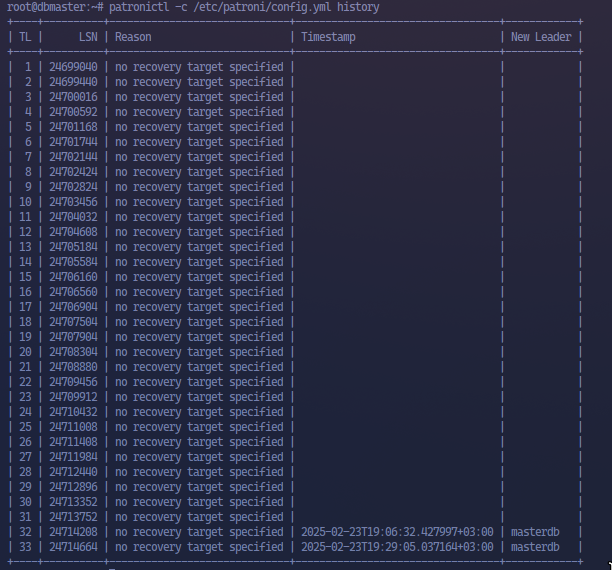 root@dbmaster:~# patronictl -c /etc/patroni/config.yml history
+----+----------+------------------------------+----------------------------------+------------+
| TL | LSN | Reason | Timestamp | New Leader |
+----+----------+------------------------------+----------------------------------+------------+
| 1 | 24699040 | no recovery target specified | | |
| 2 | 24699440 | no recovery target specified | | |
| 3 | 24700016 | no recovery target specified | | |
| 4 | 24700592 | no recovery target specified | | |
| 5 | 24701168 | no recovery target specified | | |
| 6 | 24701744 | no recovery target specified | | |
| 7 | 24702144 | no recovery target specified | | |
| 8 | 24702424 | no recovery target specified | | |
| 9 | 24702824 | no recovery target specified | | |
| 10 | 24703456 | no recovery target specified | | |
| 11 | 24704032 | no recovery target specified | | |
| 12 | 24704608 | no recovery target specified | | |
| 13 | 24705184 | no recovery target specified | | |
| 14 | 24705584 | no recovery target specified | | |
| 15 | 24706160 | no recovery target specified | | |
| 16 | 24706560 | no recovery target specified | | |
| 17 | 24706904 | no recovery target specified | | |
| 18 | 24707504 | no recovery target specified | | |
| 19 | 24707904 | no recovery target specified | | |
| 20 | 24708304 | no recovery target specified | | |
| 21 | 24708880 | no recovery target specified | | |
| 22 | 24709456 | no recovery target specified | | |
| 23 | 24709912 | no recovery target specified | | |
| 24 | 24710432 | no recovery target specified | | |
| 25 | 24711008 | no recovery target specified | | |
| 26 | 24711408 | no recovery target specified | | |
| 27 | 24711984 | no recovery target specified | | |
| 28 | 24712440 | no recovery target specified | | |
| 29 | 24712896 | no recovery target specified | | |
| 30 | 24713352 | no recovery target specified | | |
| 31 | 24713752 | no recovery target specified | | |
| 32 | 24714208 | no recovery target specified | 2025-02-23T19:06:32.427997+03:00 | masterdb |
| 33 | 24714664 | no recovery target specified | 2025-02-23T19:29:05.037164+03:00 | masterdb |
+----+----------+------------------------------+----------------------------------+------------+